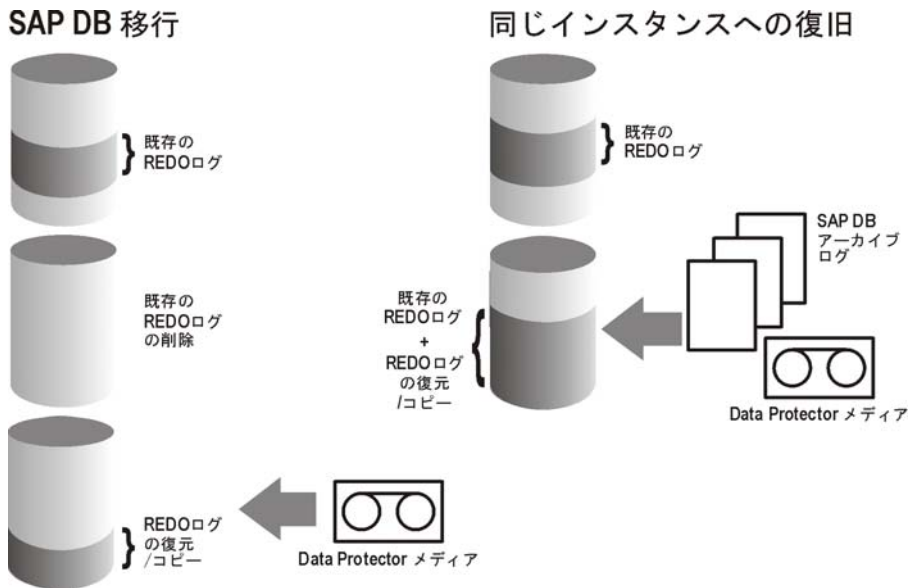 SAP DB 移行
既存の
REDOログ
既存の
REDOログ
の削除
REDOログ
の復元
/コピー
Data Protector メディア
同じインスタンスへの復旧
既存の
REDOログ
SAP DB
アーカイブ
ログ
既存の
REDOログ
+
REDOログ
の復元
/コピー
Data Protector メディア